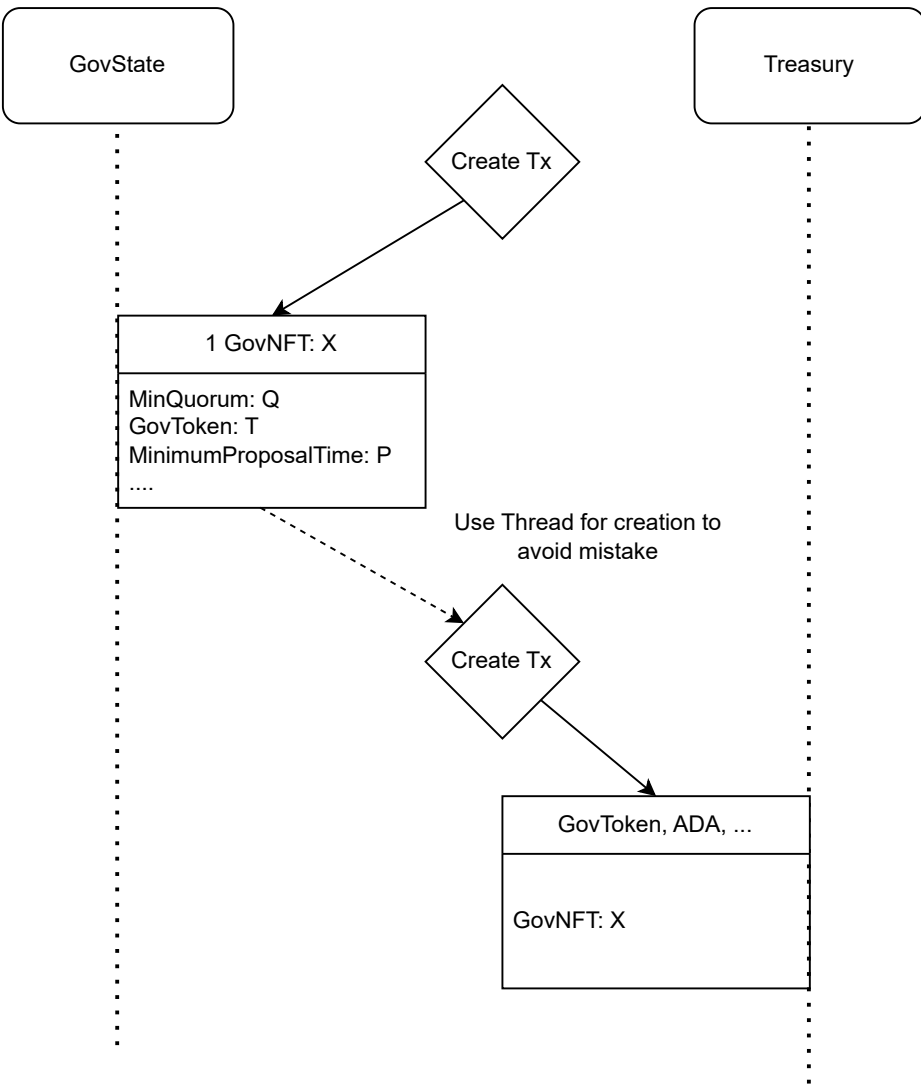 GovState
Treasury
Create Tx
1 GovNFT: X
MinQuorum: Q
GovToken: T
MinimumProposalTime: P
....
Use Thread for creation to
avoid mistake
Create Tx
GovToken, ADA, ...
GovNFT: X